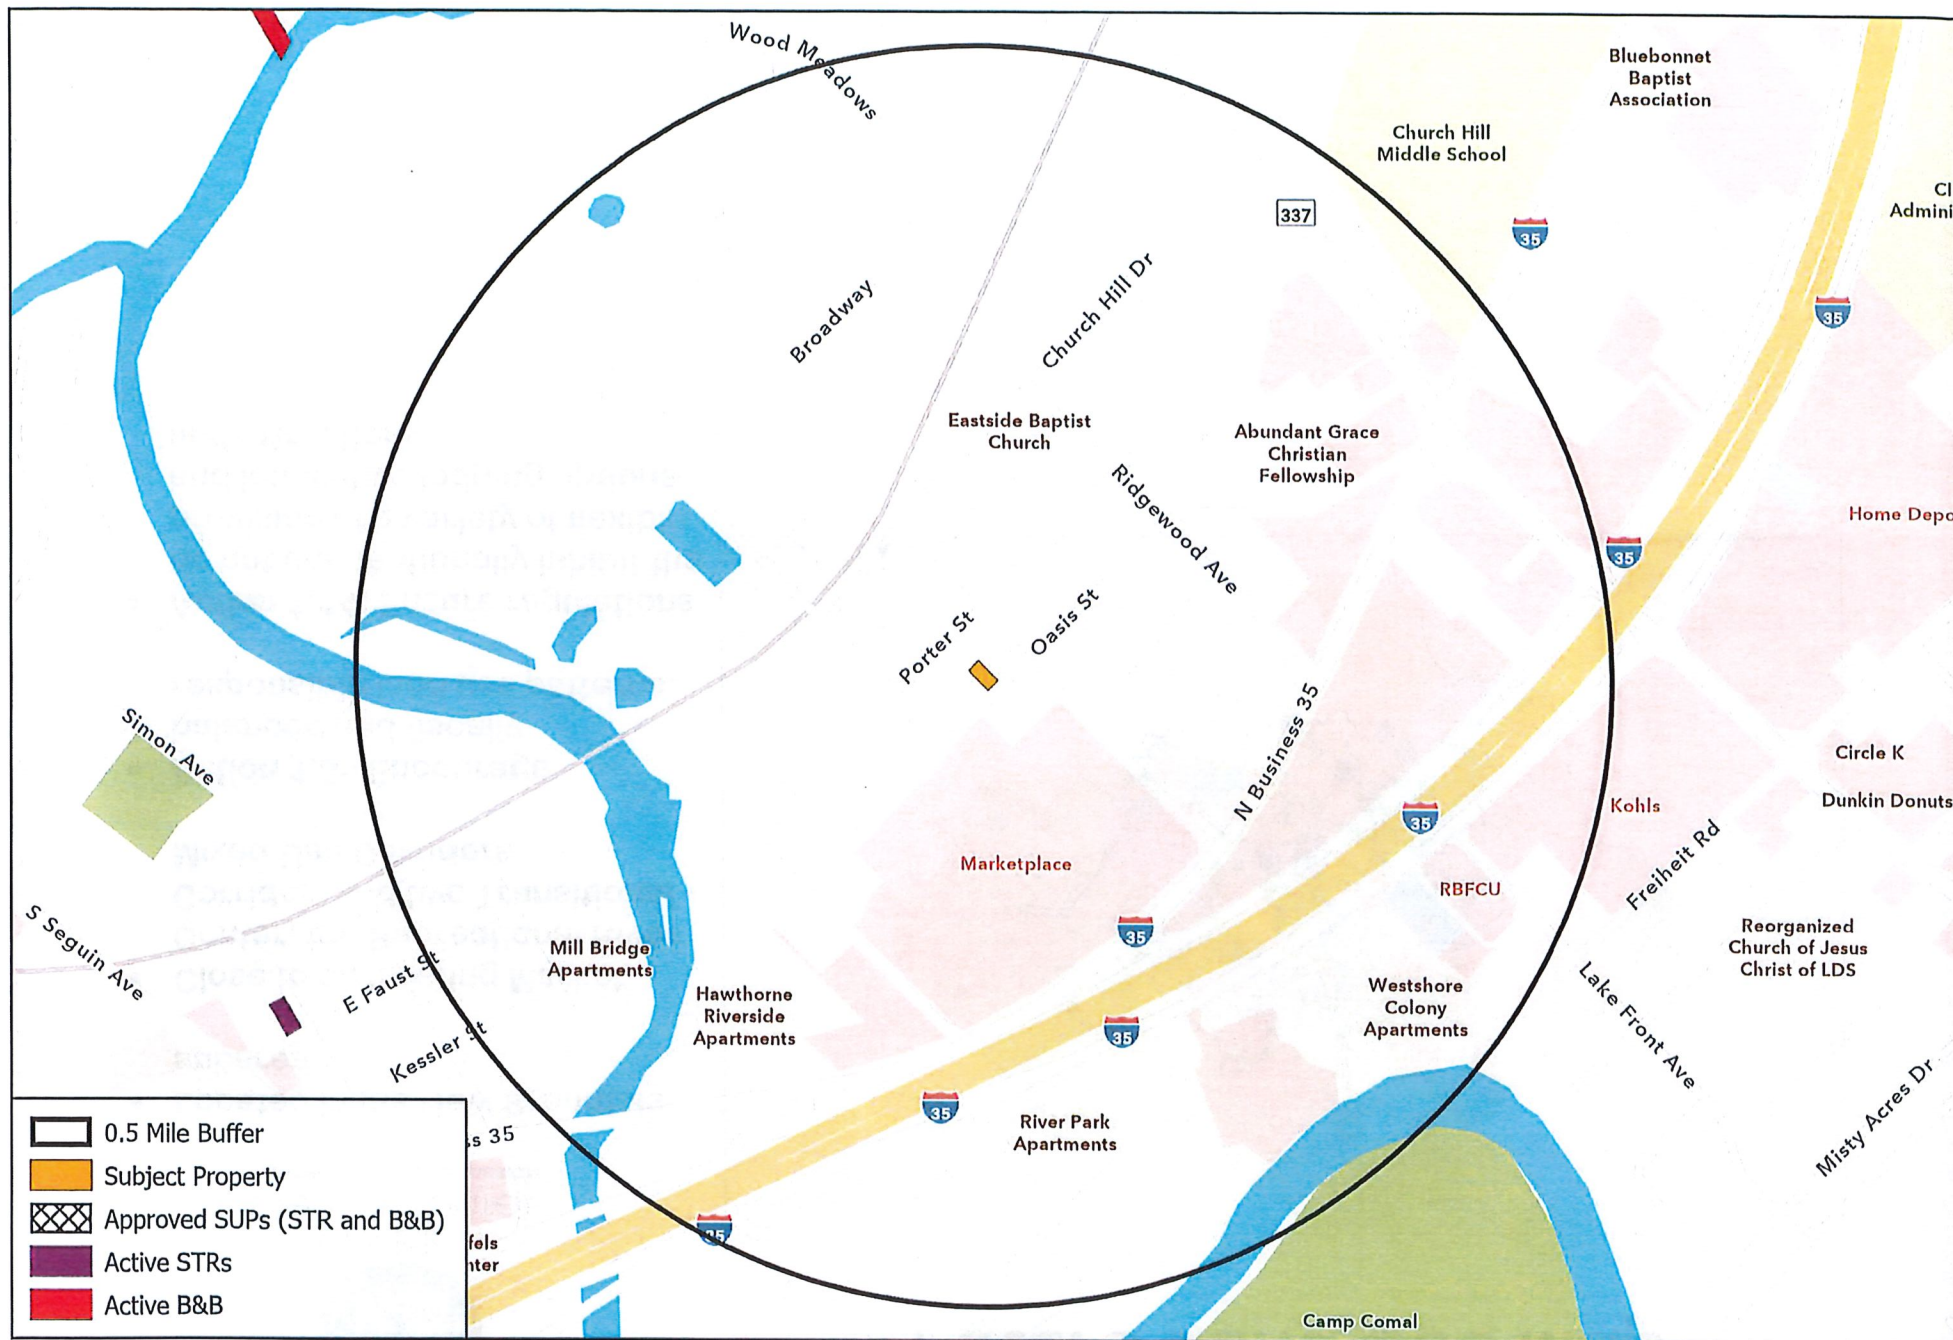 Wood Meadows
Bluebonnet
Baptist
Association
Church Hill
Middle School
337
35
35
Broadway
Church Hill Dr
Eastside Baptist
Church
Abundant Grace
Christian
Fellowship
Ridgewood Ave
35
Porter St
Oasis St
N Business 35
Simon Ave
Circle K
Dunkin Donuts
Kohls
35
Freiheit Rd
Marketplace
RBFCU
35
Reorganized
Church of Jesus
Christ of LDS
S Seguin Ave
E Faust St
Mill Bridge
Apartments
Hawthorne
Riverside
Apartments
Westshore
Colony
Apartments
Lake Front Ave
Kessler St
35
35
River Park
Apartments
Misty Acres Dr
35
35
Camp Comal
0.5 Mile Buffer
Subject Property
Approved SUPs (STR and B&B)
Active STRs
Active B&B